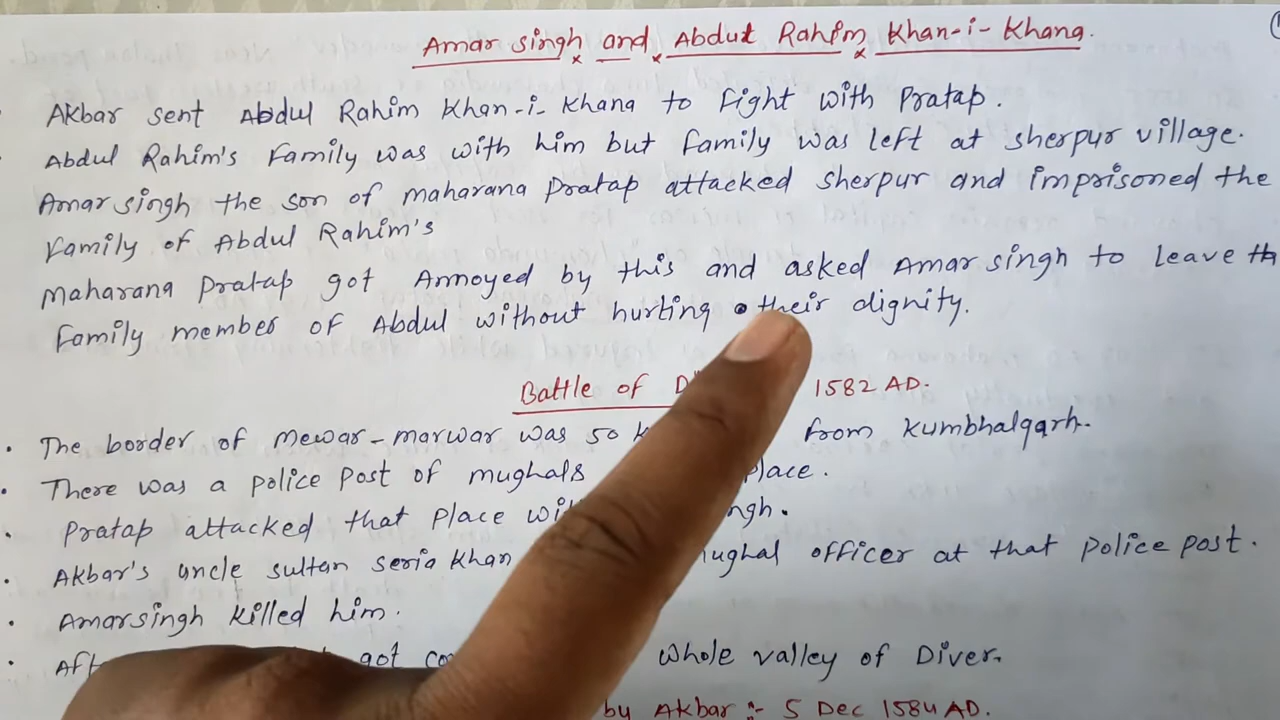 Amar singh and Abdul Rahim Khan-i-Khana.
Akbar sent Abdul Rahim Khan-i-Khana to fight with Pratap.
Abdul Rahim's family was with him but family was left at sherpur village.
Amarsingh the son of maharana Pratap attacked sherpur and imprisoned the
family of Abdul Rahim's
maharana Pratap got Annoyed by this and asked Amarsingh to leave th
family member of Abdul without hurting their dignity.
Battle of 1582 AD.
• The border of mewar-marwar was 50 from Kumbhalgarh.
• There was a police post of mughals place.
• Pratap attacked that place
• Akbar's uncle sultan seria khan mughal officer at that police post.
• Amarsingh killed him.
• got whole valley of Diver.
by Akbar :- 5 Dec 1584 AD.